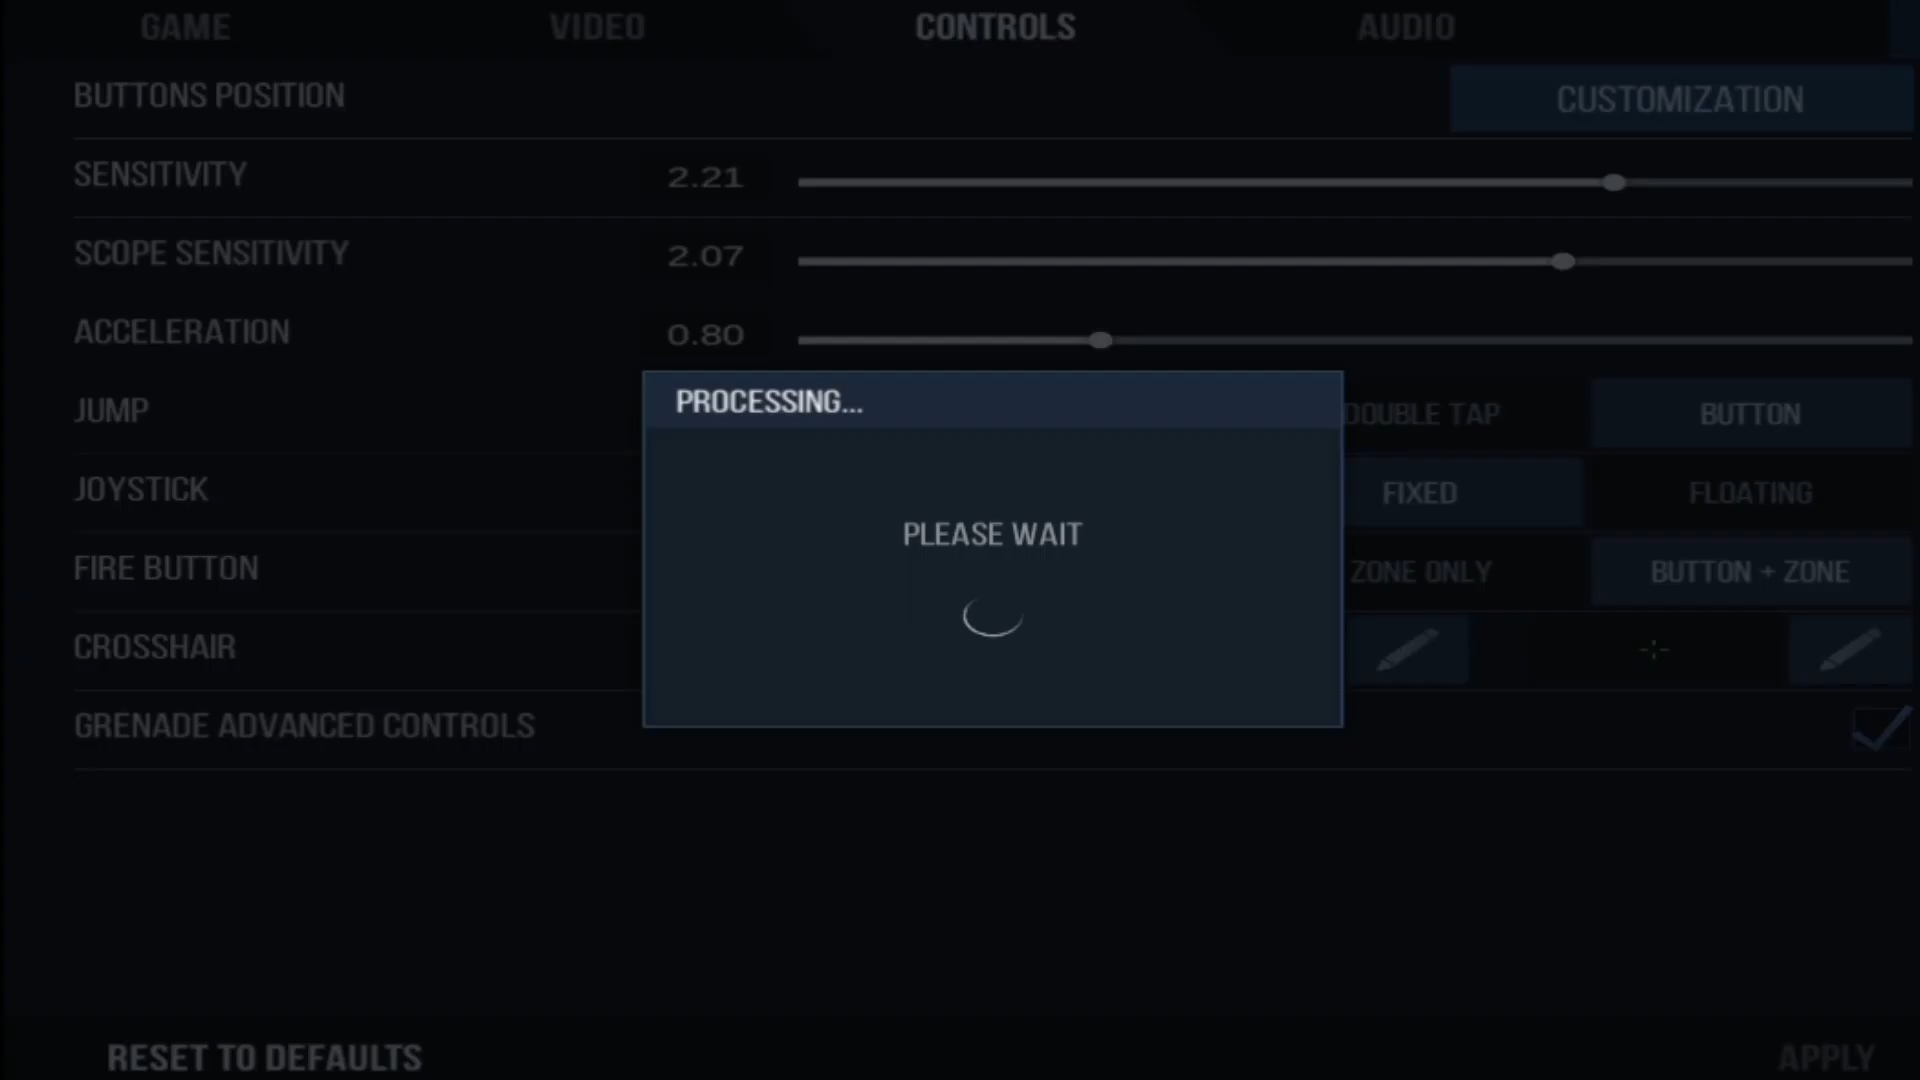 GAME VIDEO CONTROLS AUDIO
BUTTONS POSITION CUSTOMIZATION
SENSITIVITY 2.21
SCOPE SENSITIVITY 2.07
ACCELERATION 0.80
PROCESSING...
JUMP DOUBLE TAP BUTTON
JOYSTICK FIXED FLOATING
PLEASE WAIT
FIRE BUTTON ZONE ONLY BUTTON + ZONE
CROSSHAIR
GRENADE ADVANCED CONTROLS
RESET TO DEFAULTS APPLY